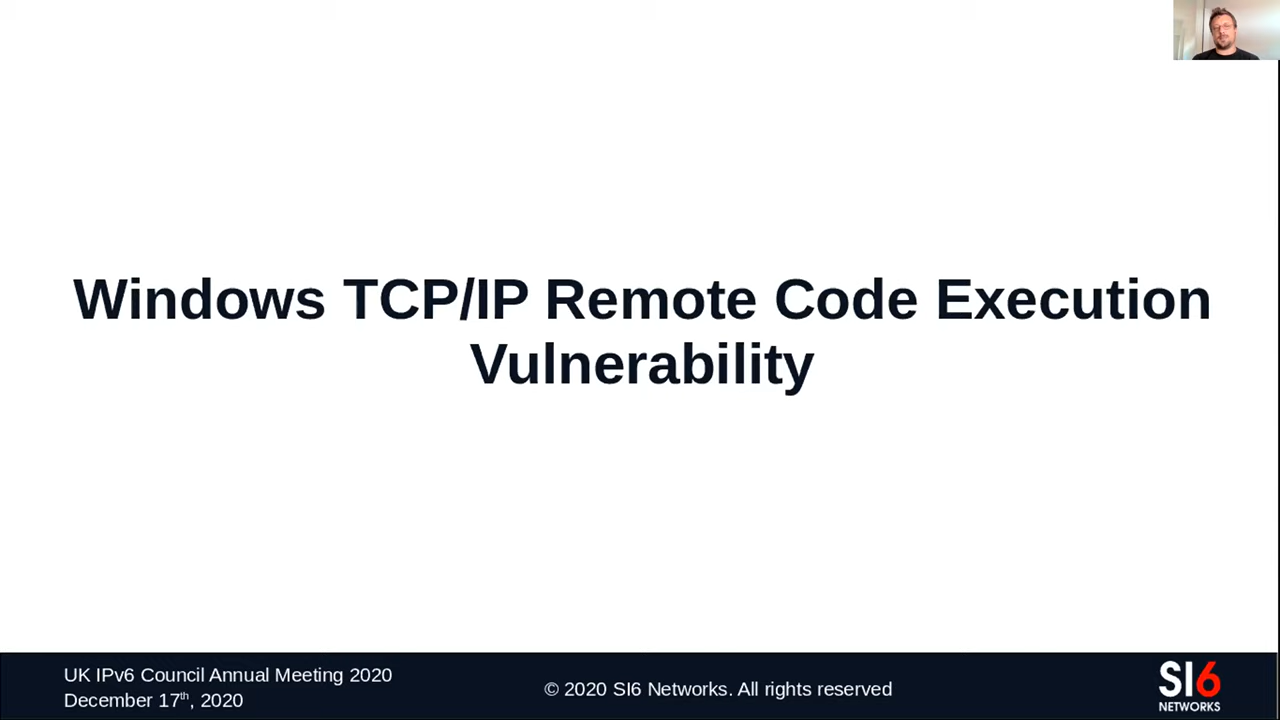 Windows TCP/IP Remote Code Execution
Vulnerability
UK IPv6 Council Annual Meeting 2020
December 17th, 2020
© 2020 SI6 Networks. All rights reserved
SI6
NETWORKS